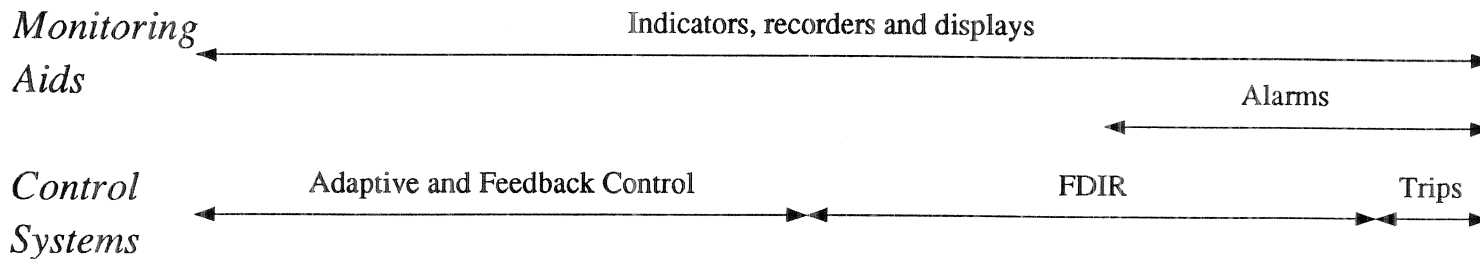 Monitoring
Aids
Indicators, recorders and displays
Alarms
Control
Systems
Adaptive and Feedback Control
FDIR
Trips